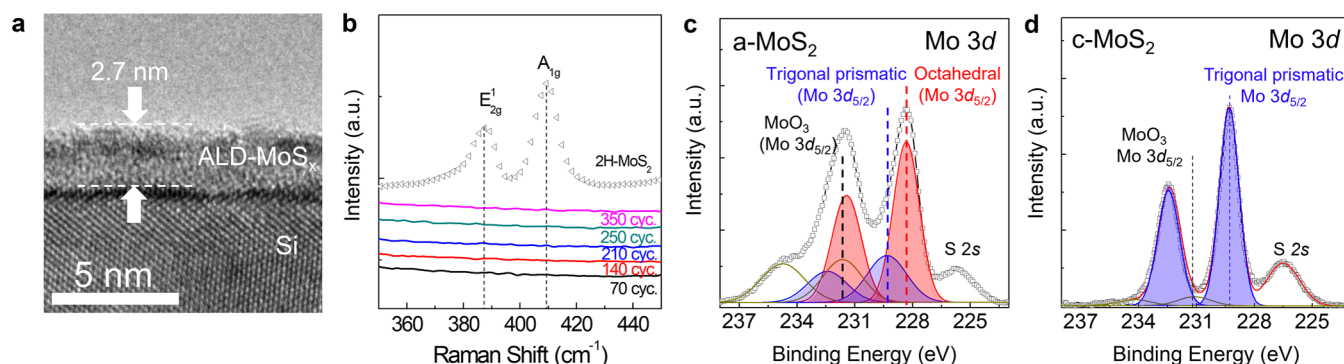 a
2.7 nm
ALD-MoSₓ
Si
5 nm
b
A₁g
E¹₂g
2H-MoS₂
350 cyc.
250 cyc.
210 cyc.
140 cyc.
70 cyc.
Intensity (a.u.)
360 380 400 420 440
Raman Shift (cm⁻¹)
c
a-MoS₂ Mo 3d
Trigonal prismatic
(Mo 3d₅/₂)
Octahedral
(Mo 3d₅/₂)
MoO₃
(Mo 3d₅/₂)
S 2s
Intensity (a.u.)
237 234 231 228 225
Binding Energy (eV)
d
c-MoS₂ Mo 3d
Trigonal prismatic
Mo 3d₅/₂
MoO₃
Mo 3d₅/₂
S 2s
Intensity (a.u.)
237 234 231 228 225
Binding Energy (eV)